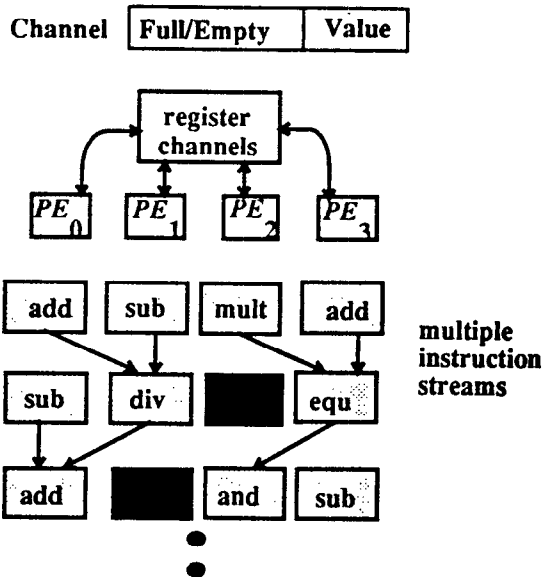 Channel Full/Empty Value
register
channels
PE0 PE1 PE2 PE3
add sub mult add
multiple
instruction
streams
sub div equ
add and sub